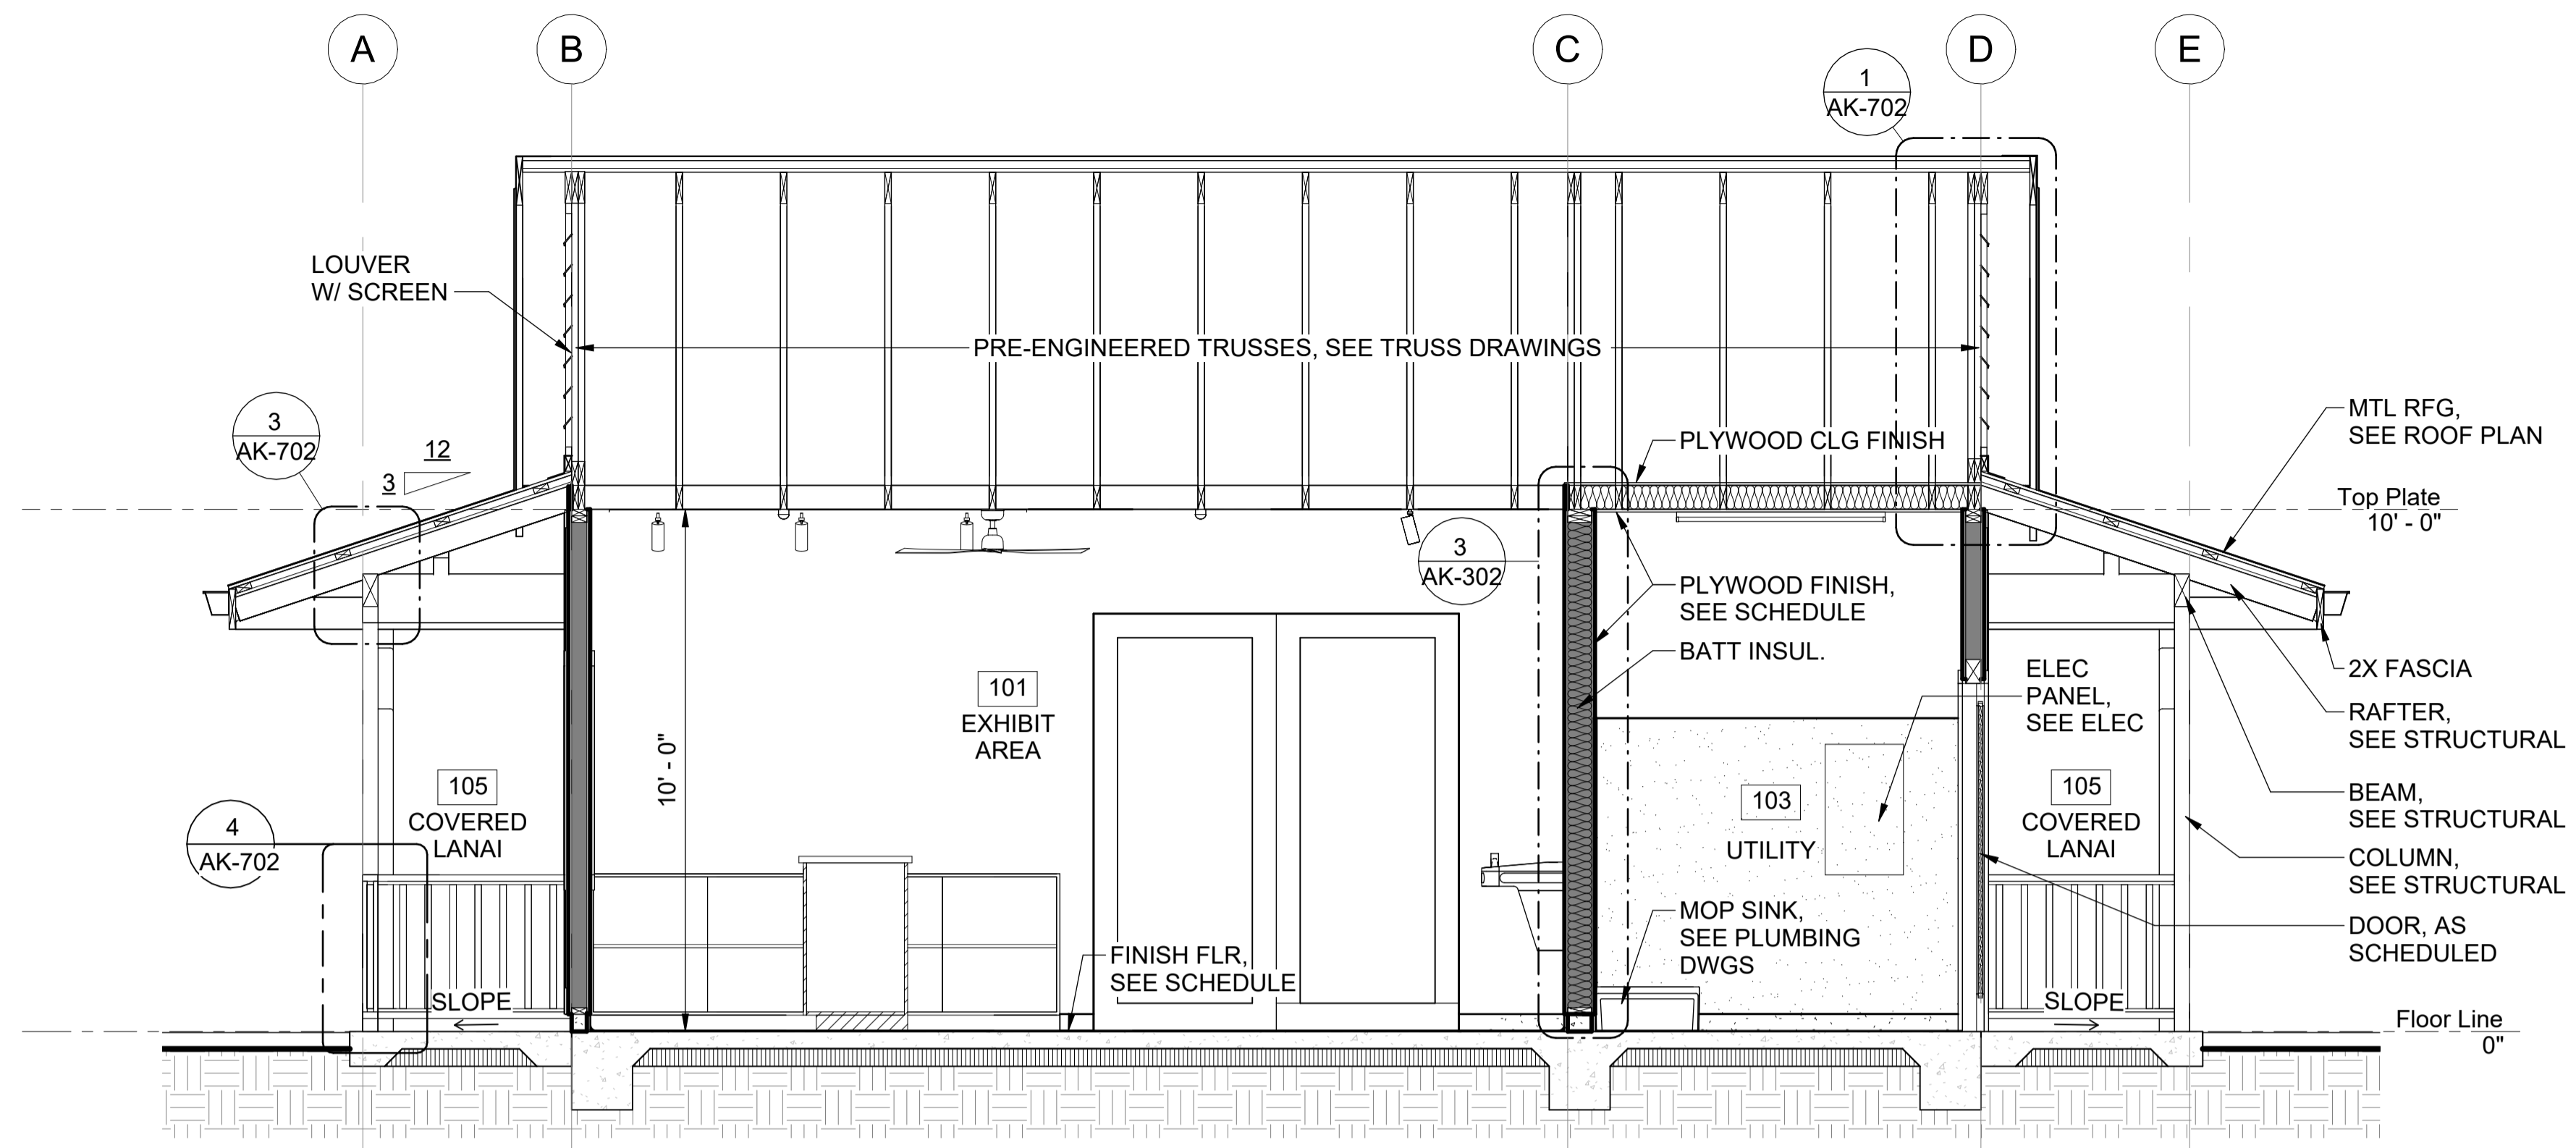 A
B
C
D
E
1
AK-702
LOUVER
W/ SCREEN
PRE-ENGINEERED TRUSSES, SEE TRUSS DRAWINGS
3
AK-702
12
3
PLYWOOD CLG FINISH
MTL RFG,
SEE ROOF PLAN
Top Plate
10' - 0"
3
AK-302
PLYWOOD FINISH,
SEE SCHEDULE
BATT INSUL.
ELEC
PANEL,
SEE ELEC
2X FASCIA
RAFTER,
SEE STRUCTURAL
BEAM,
SEE STRUCTURAL
COLUMN,
SEE STRUCTURAL
DOOR, AS
SCHEDULED
101
EXHIBIT
AREA
10' - 0"
105
COVERED
LANAI
4
AK-702
103
UTILITY
105
COVERED
LANAI
MOP SINK,
SEE PLUMBING
DWGS
FINISH FLR,
SEE SCHEDULE
SLOPE
SLOPE
Floor Line
0"